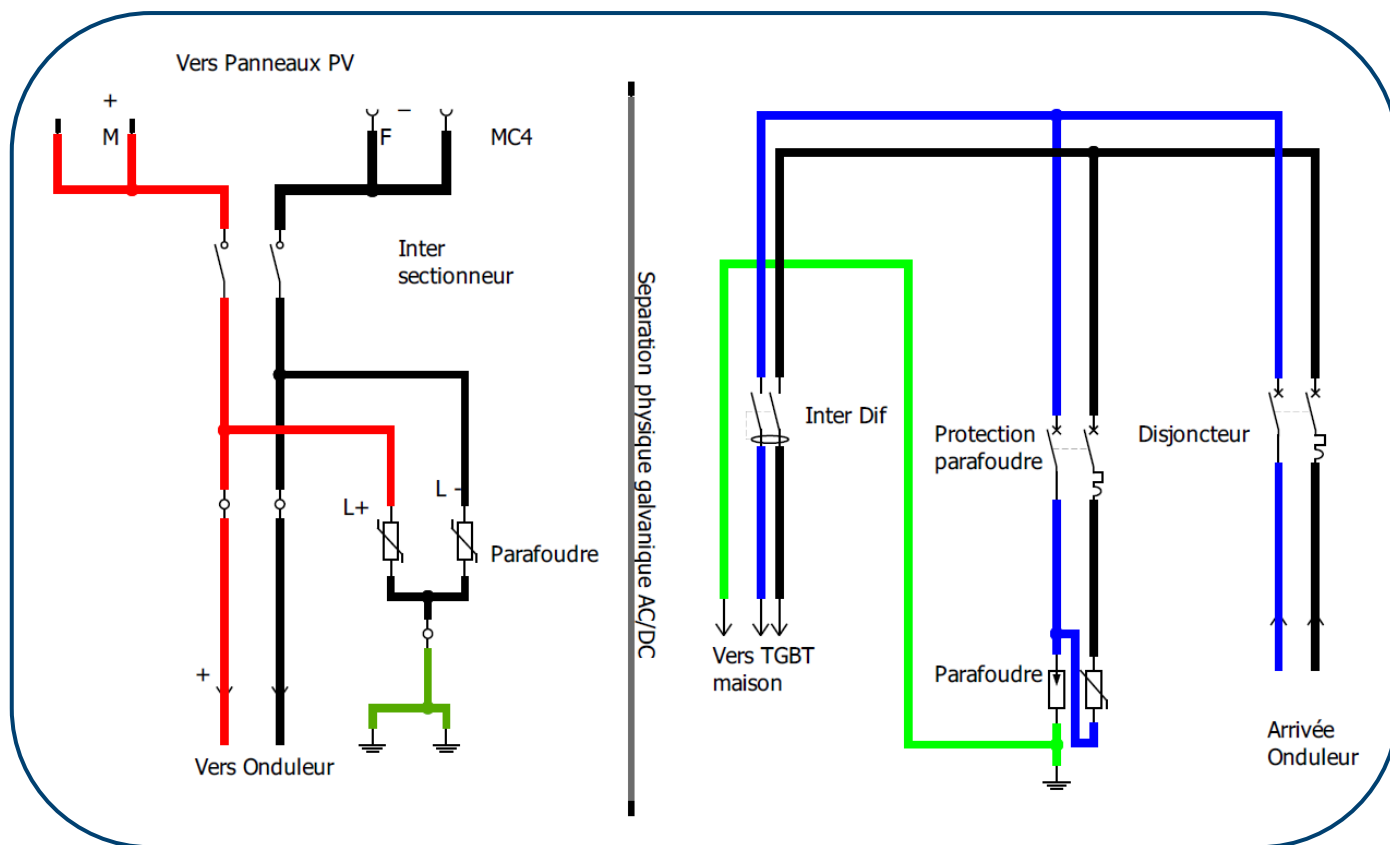 Vers Panneaux PV
+
–
M
F
MC4
Inter
sectionneur
L+
L -
Parafoudre
+
Vers Onduleur
Separation physique galvanique AC/DC
Inter Dif
Protection
parafoudre
Disjoncteur
Vers TGBT
maison
Parafoudre
Arrivée
Onduleur